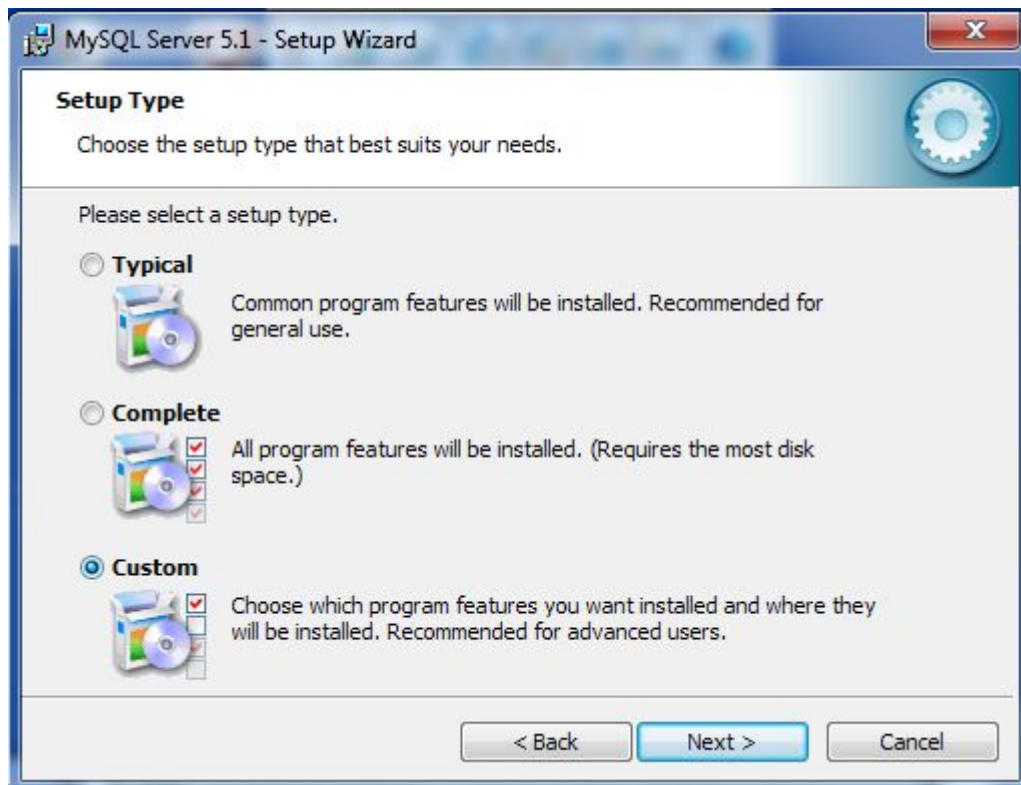 MySQL Server 5.1 - Setup Wizard
Setup Type
Choose the setup type that best suits your needs.
Please select a setup type.
Typical
Common program features will be installed. Recommended for
general use.
Complete
All program features will be installed. (Requires the most disk
space.)
Custom
Choose which program features you want installed and where they
will be installed. Recommended for advanced users.
< Back
Next >
Cancel